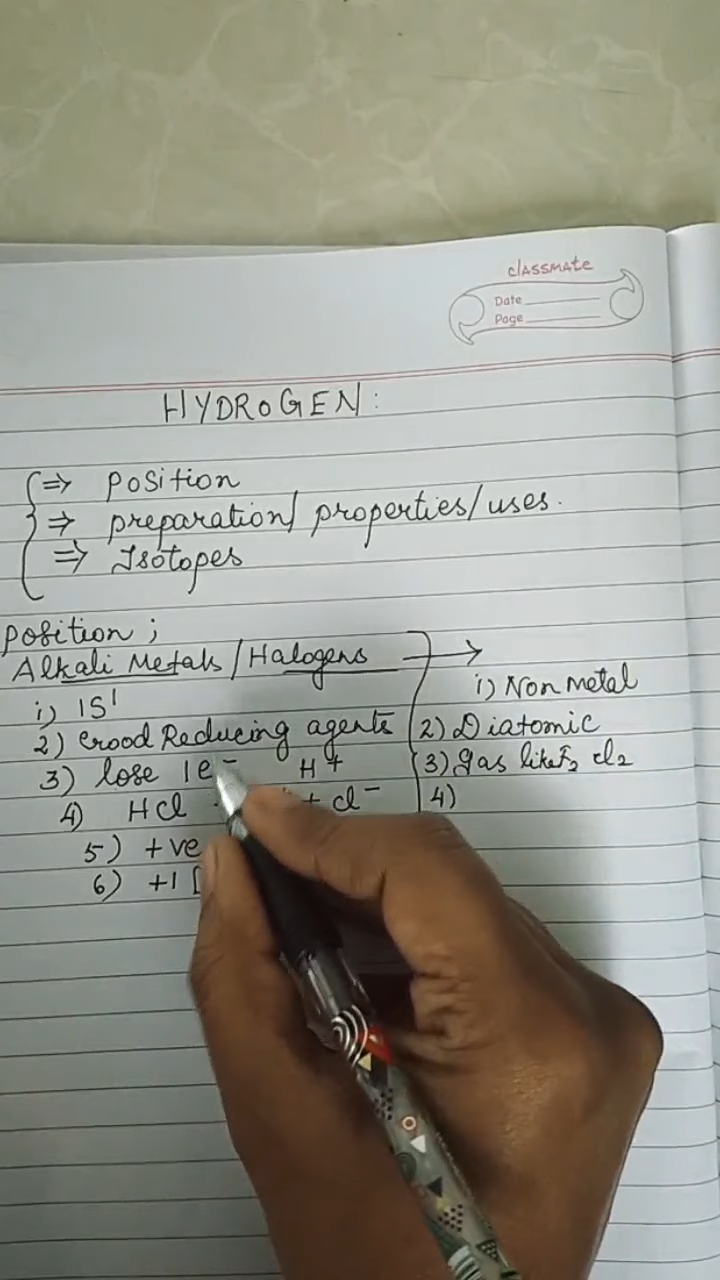 classmate
Date
Page
HYDROGEN:
⇒ Position
⇒ preparation/ properties/uses.
⇒ Isotopes
Position ;
Alkali Metals / Halogens →
i) 1S¹
2) Good Reducing agents
3) lose 1e⁻ H⁺
4) HCl + cl⁻
5) +ve
6) +1 [
i) Non metal
2) Diatomic
3) gas like F₂ cl₂
4)